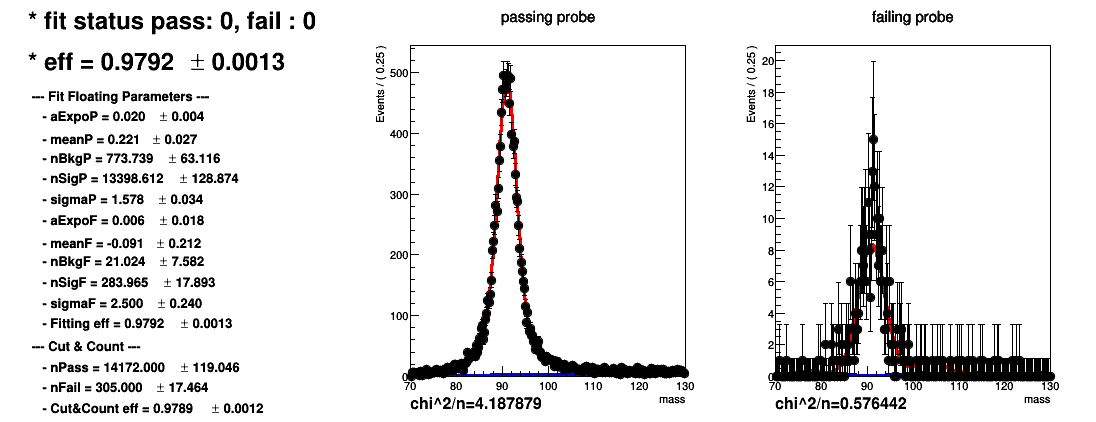 * fit status pass: 0, fail : 0
* eff = 0.9792 ± 0.0013
--- Fit Floating Parameters ---
- aExpoP = 0.020 ± 0.004
- meanP = 0.221 ± 0.027
- nBkgP = 773.739 ± 63.116
- nSigP = 13398.612 ± 128.874
- sigmaP = 1.578 ± 0.034
- aExpoF = 0.006 ± 0.018
- meanF = -0.091 ± 0.212
- nBkgF = 21.024 ± 7.582
- nSigF = 283.965 ± 17.893
- sigmaF = 2.500 ± 0.240
- Fitting eff = 0.9792 ± 0.0013
--- Cut & Count ---
- nPass = 14172.000 ± 119.046
- nFail = 305.000 ± 17.464
- Cut&Count eff = 0.9789 ± 0.0012
passing probe
Events / ( 0.25 )
500
400
300
200
100
0
70 80 90 100 110 120 130
mass
chi^2/n=4.187879
failing probe
Events / ( 0.25 )
20
18
16
14
12
10
8
6
4
2
0
70 80 90 100 110 120 130
mass
chi^2/n=0.576442